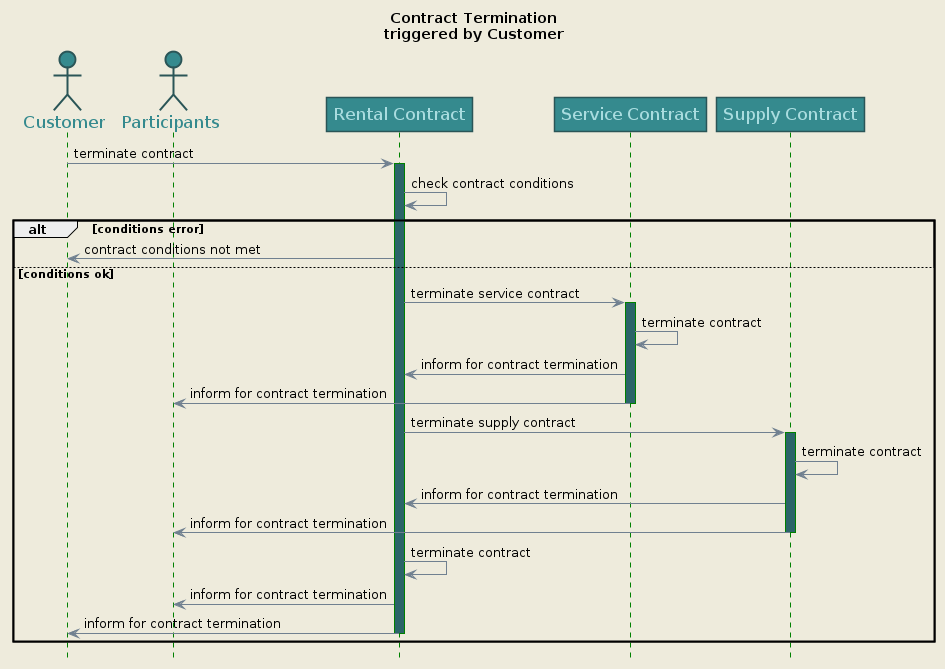 Contract Termination
triggered by Customer
Customer
Participants
Rental Contract
Service Contract
Supply Contract
terminate contract
check contract conditions
alt
[conditions error]
contract conditions not met
[conditions ok]
terminate service contract
terminate contract
inform for contract termination
inform for contract termination
terminate supply contract
terminate contract
inform for contract termination
inform for contract termination
terminate contract
inform for contract termination
inform for contract termination